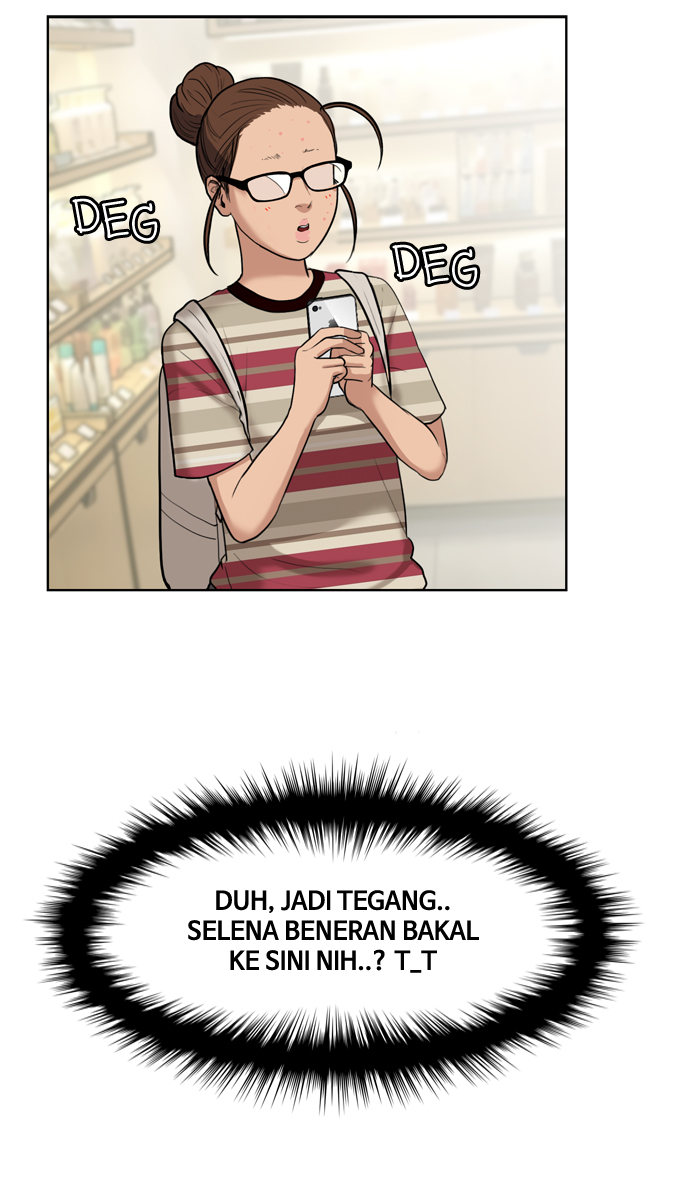 DEG
DEG
DUH, JADI TEGANG..
SELENA BENERAN BAKAL
KE SINI NIH..? T_T